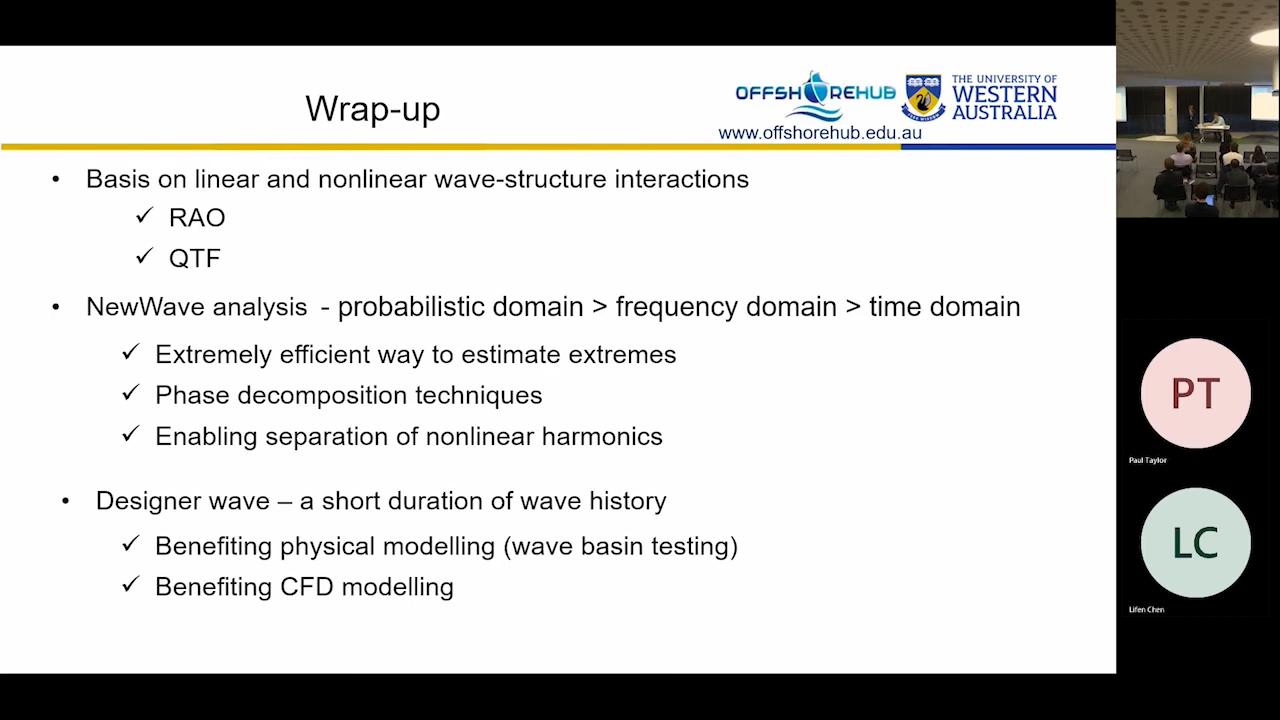 Wrap-up
OFFSHOREHUB
THE UNIVERSITY OF
WESTERN
AUSTRALIA
www.offshorehub.edu.au
• Basis on linear and nonlinear wave-structure interactions
✓ RAO
✓ QTF
• NewWave analysis - probabilistic domain > frequency domain > time domain
✓ Extremely efficient way to estimate extremes
✓ Phase decomposition techniques
✓ Enabling separation of nonlinear harmonics
• Designer wave – a short duration of wave history
✓ Benefiting physical modelling (wave basin testing)
✓ Benefiting CFD modelling
PT
Paul Taylor
LC
Lifen Chen